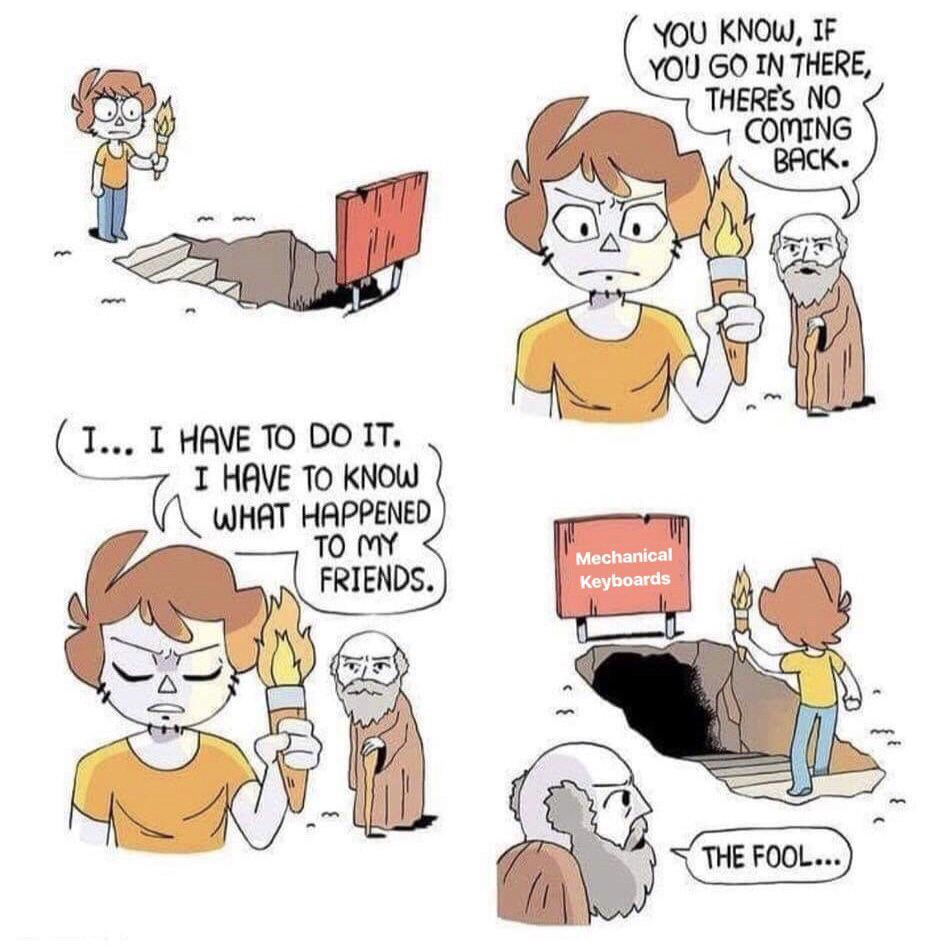 YOU KNOW, IF
YOU GO IN THERE,
THERE'S NO
COMING
BACK.
I... I HAVE TO DO IT.
I HAVE TO KNOW
WHAT HAPPENED
TO MY
FRIENDS.
Mechanical
Keyboards
THE FOOL...